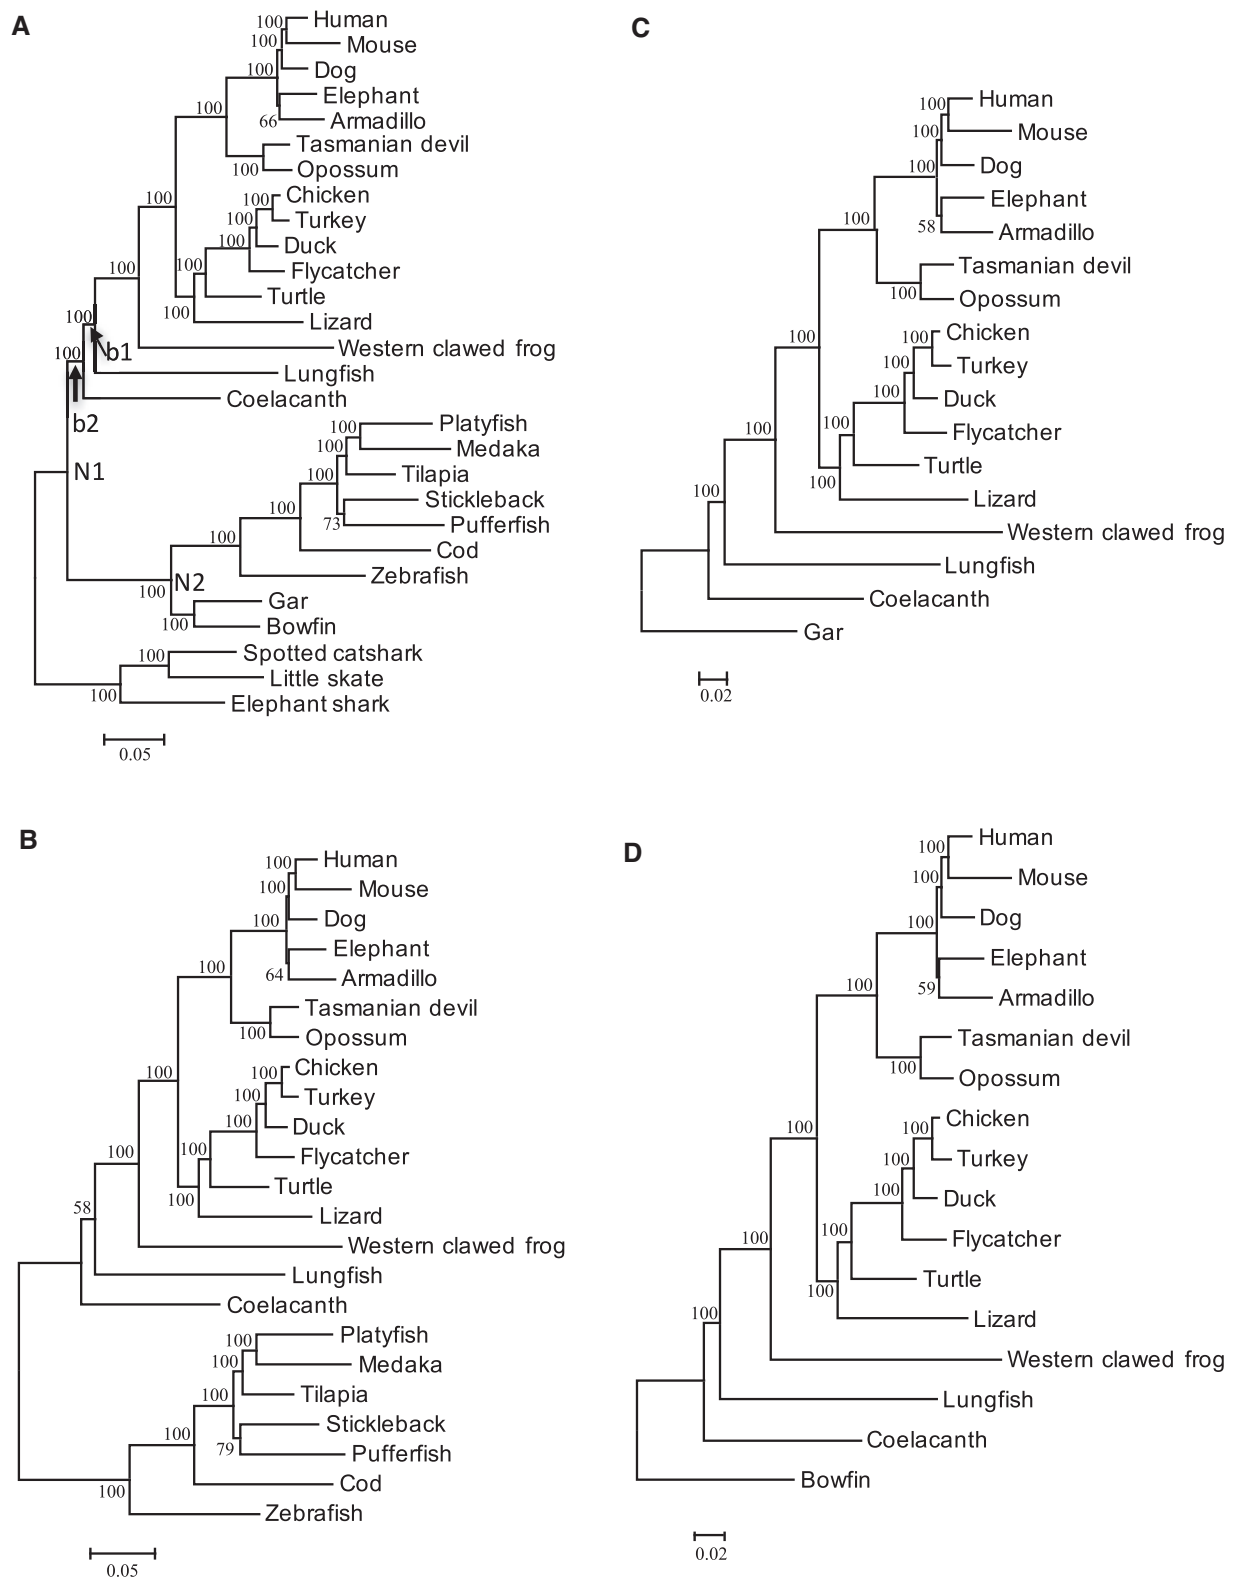 A
100 Human
100 Mouse
100 Dog
Elephant
66 Armadillo
100
Tasmanian devil
100 Opossum
100
100 Chicken
100 Turkey
100 Duck
Flycatcher
100 Turtle
100 Lizard
100
Western clawed frog
100 b1
Lungfish
100
Coelacanth
b2
N1
100 Platyfish
100 Medaka
100 Tilapia
Stickleback
73 Pufferfish
100
Cod
100
Zebrafish
N2
100
Gar
100 Bowfin
100 Spotted catshark
Little skate
100 Elephant shark
0.05
C
100 Human
100 Mouse
100 Dog
Elephant
58 Armadillo
100
Tasmanian devil
100 Opossum
100
100 Chicken
100 Turkey
100 Duck
100 Flycatcher
Turtle
100 Lizard
100
Western clawed frog
100
Lungfish
Coelacanth
Gar
0.02
B
100 Human
100 Mouse
100 Dog
Elephant
64 Armadillo
100
Tasmanian devil
100 Opossum
100
100 Chicken
100 Turkey
100 Duck
100 Flycatcher
Turtle
100 Lizard
100
Western clawed frog
58
Lungfish
Coelacanth
100 Platyfish
100 Medaka
100 Tilapia
Stickleback
79 Pufferfish
100
Cod
100 Zebrafish
0.05
D
100 Human
100 Mouse
100 Dog
Elephant
59 Armadillo
100
Tasmanian devil
100 Opossum
100
100 Chicken
100 Turkey
100 Duck
100 Flycatcher
Turtle
100 Lizard
100
Western clawed frog
100
Lungfish
Coelacanth
Bowfin
0.02